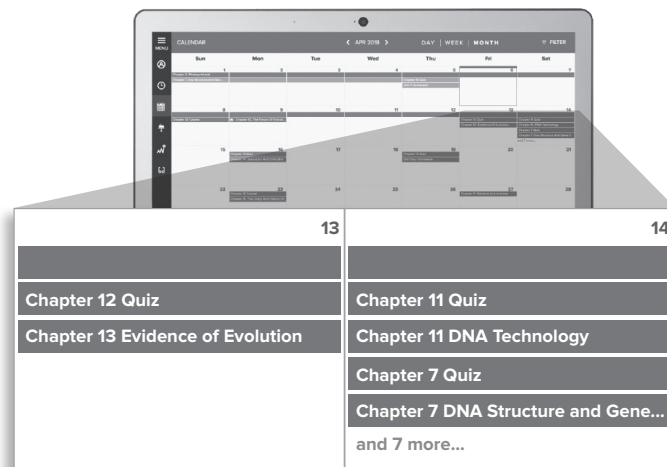 MENU
CALENDAR
< APR 2018 >
DAY | WEEK | MONTH
FILTER
Sun Mon Tue Wed Thu Fri Sat
1 2 3 4 5 6 7
8 9 10 11 12 13 14
15 16 17 18 19 20 21
22 23 24 25 26 27 28
13
Chapter 12 Quiz
Chapter 13 Evidence of Evolution
14
Chapter 11 Quiz
Chapter 11 DNA Technology
Chapter 7 Quiz
Chapter 7 DNA Structure and Gene...
and 7 more...